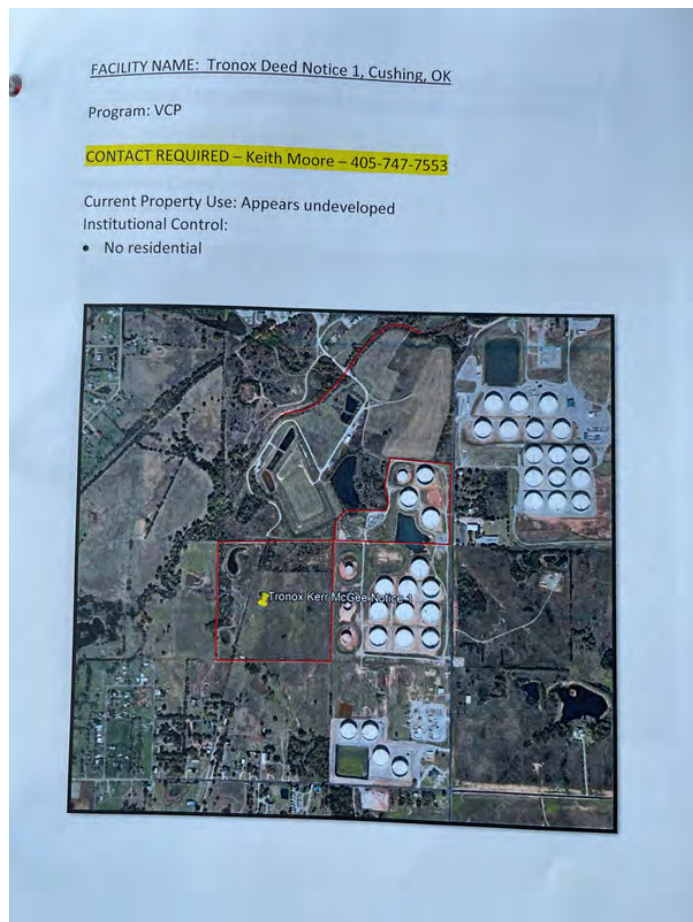 FACILITY NAME: Tronox Deed Notice 1, Cushing, OK
Program: VCP
CONTACT REQUIRED – Keith Moore – 405-747-7553
Current Property Use: Appears undeveloped
Institutional Control:
• No residential
Tronox Kerr McGee Notice 1